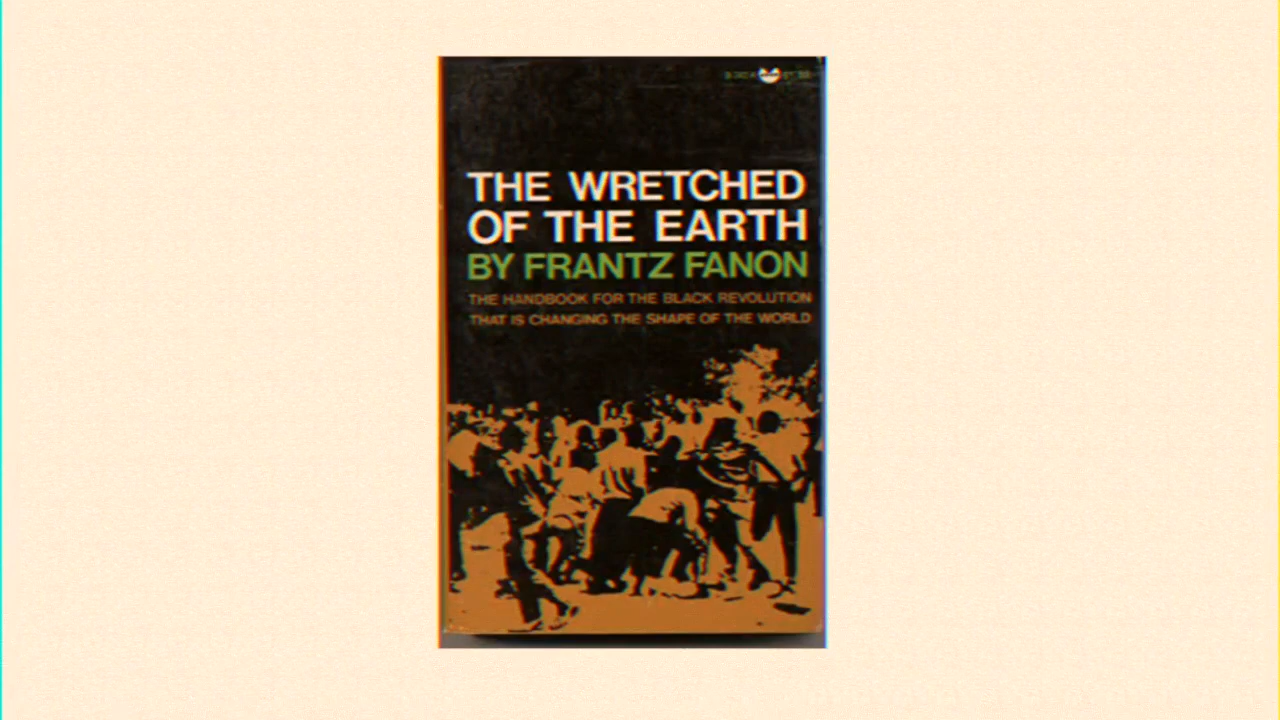 THE WRETCHED
OF THE EARTH
BY FRANTZ FANON
THE HANDBOOK FOR THE BLACK REVOLUTION
THAT IS CHANGING THE SHAPE OF THE WORLD